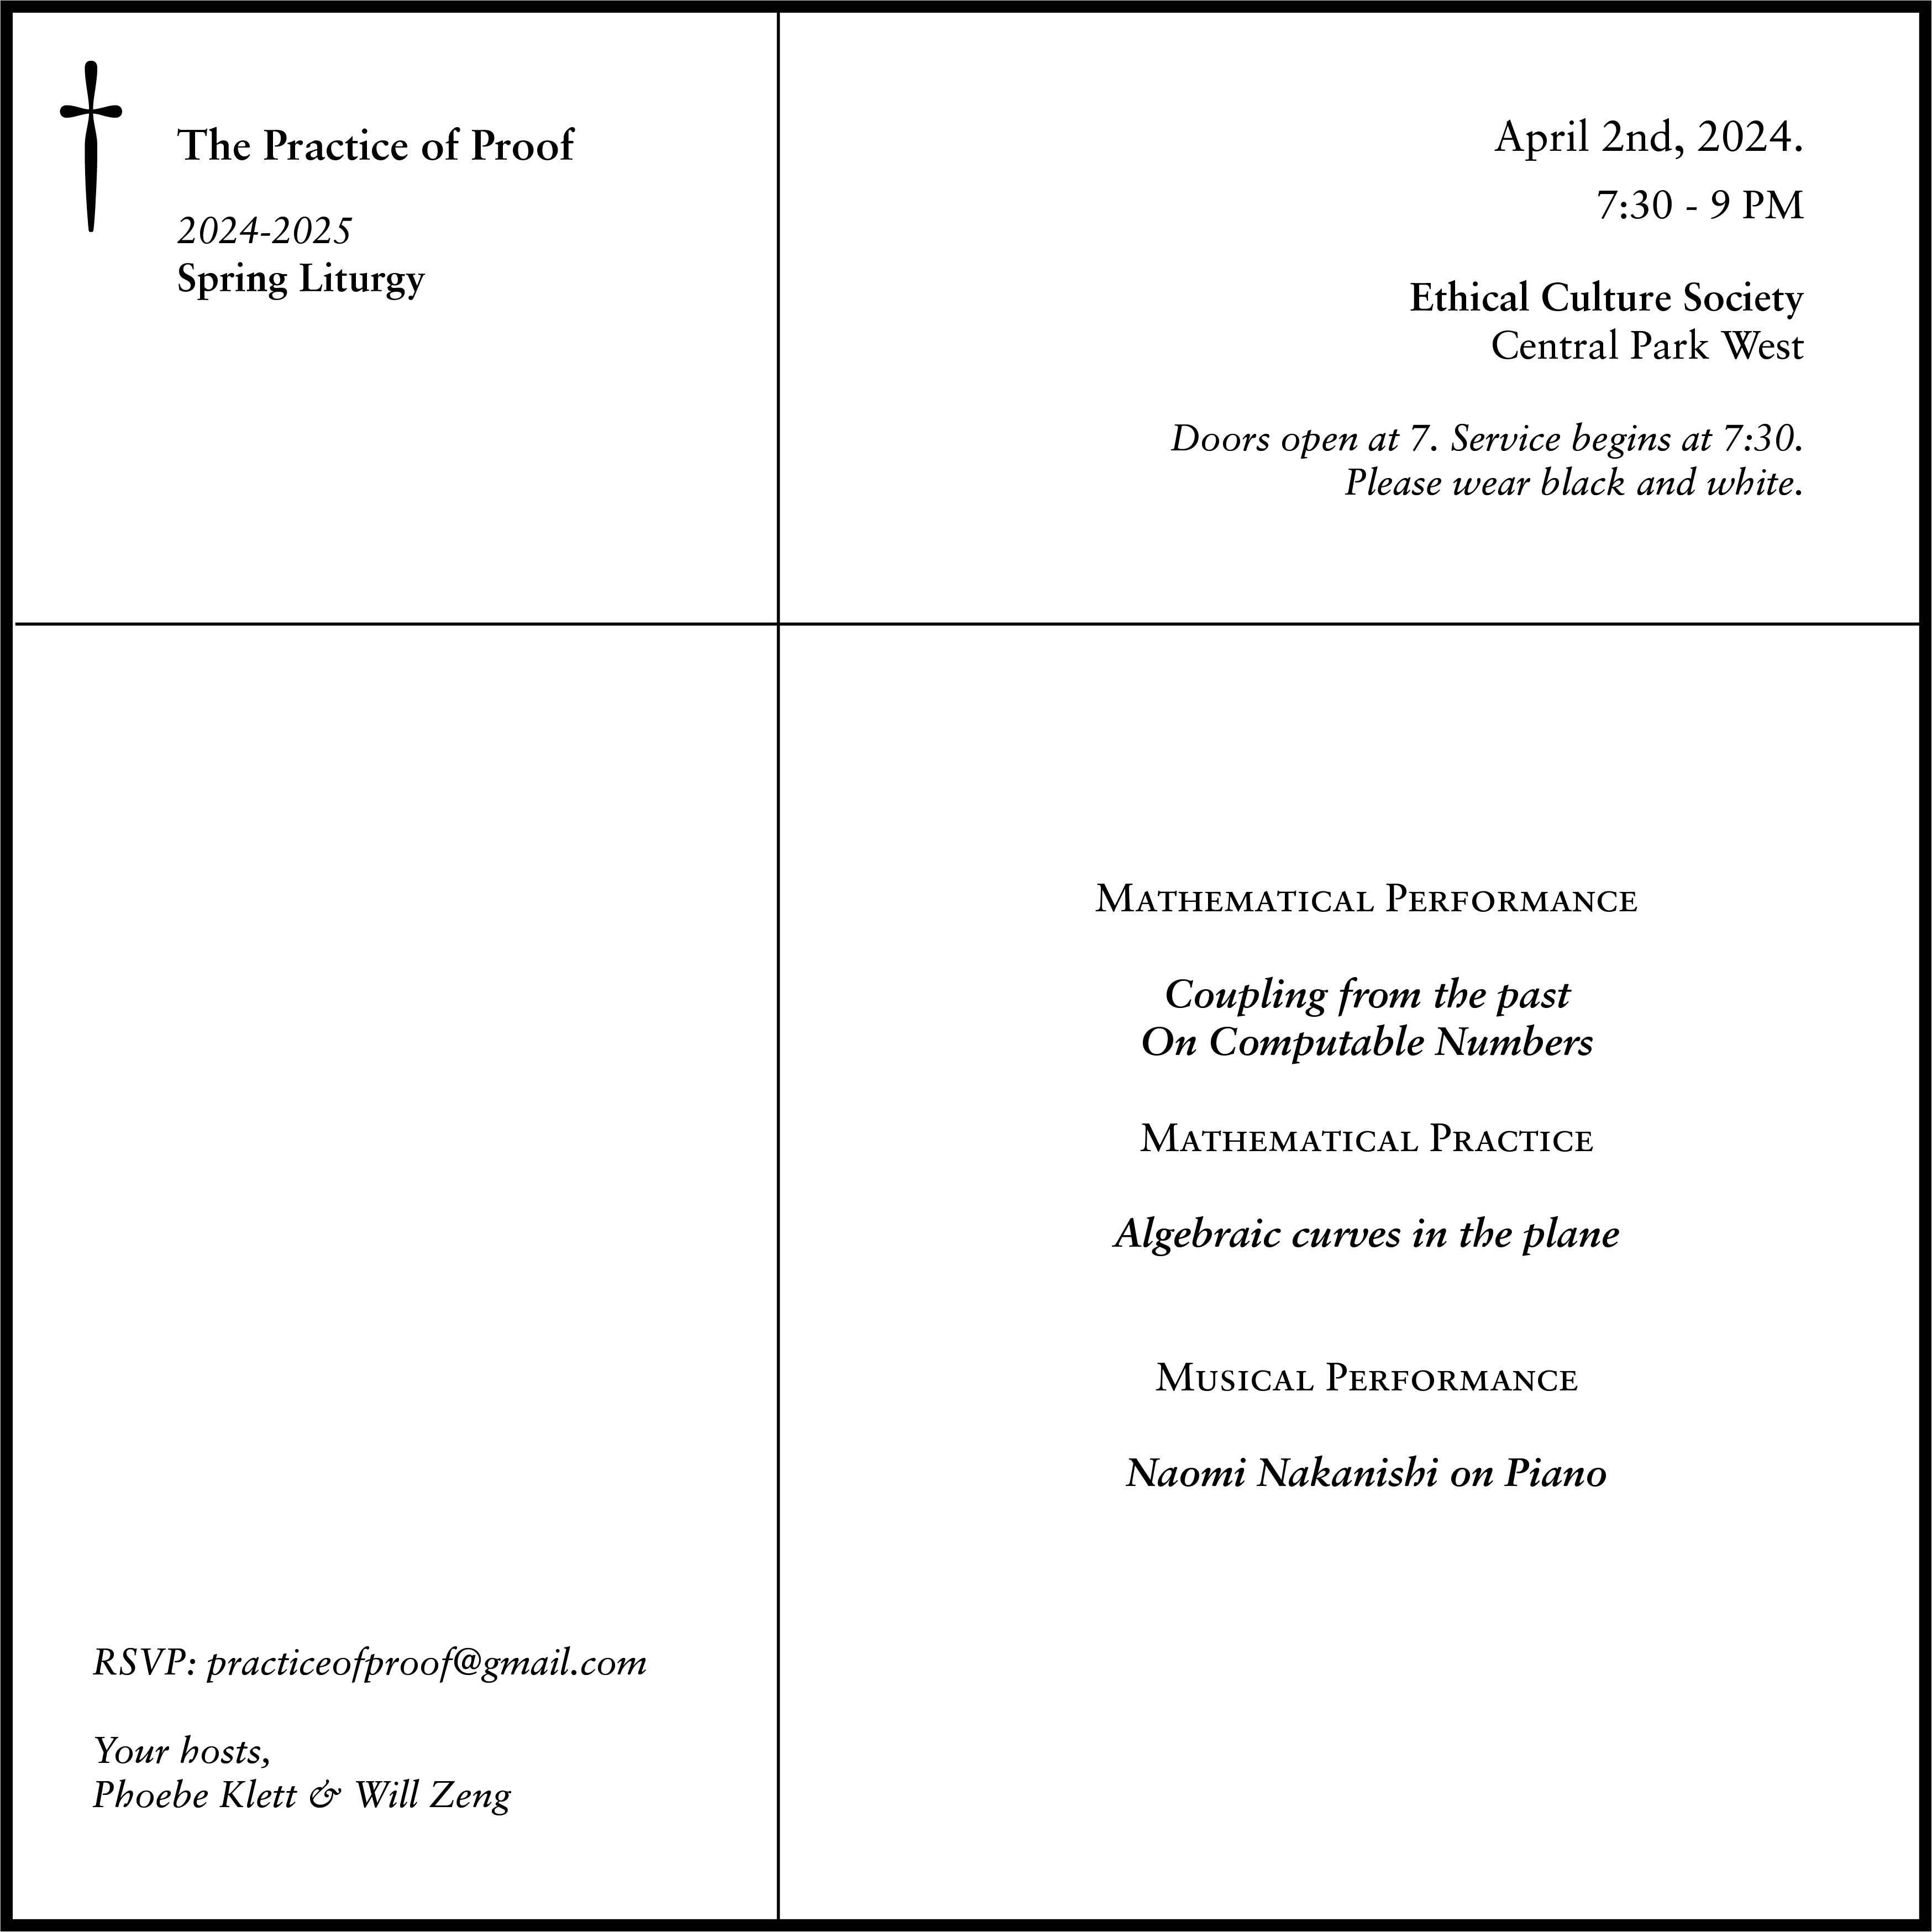 †
The Practice of Proof
2024-2025
Spring Liturgy
April 2nd, 2024.
7:30 - 9 PM
Ethical Culture Society
Central Park West
Doors open at 7. Service begins at 7:30.
Please wear black and white.
Mathematical Performance
Coupling from the past
On Computable Numbers
Mathematical Practice
Algebraic curves in the plane
Musical Performance
Naomi Nakanishi on Piano
RSVP: practiceofproof@gmail.com
Your hosts,
Phoebe Klett & Will Zeng